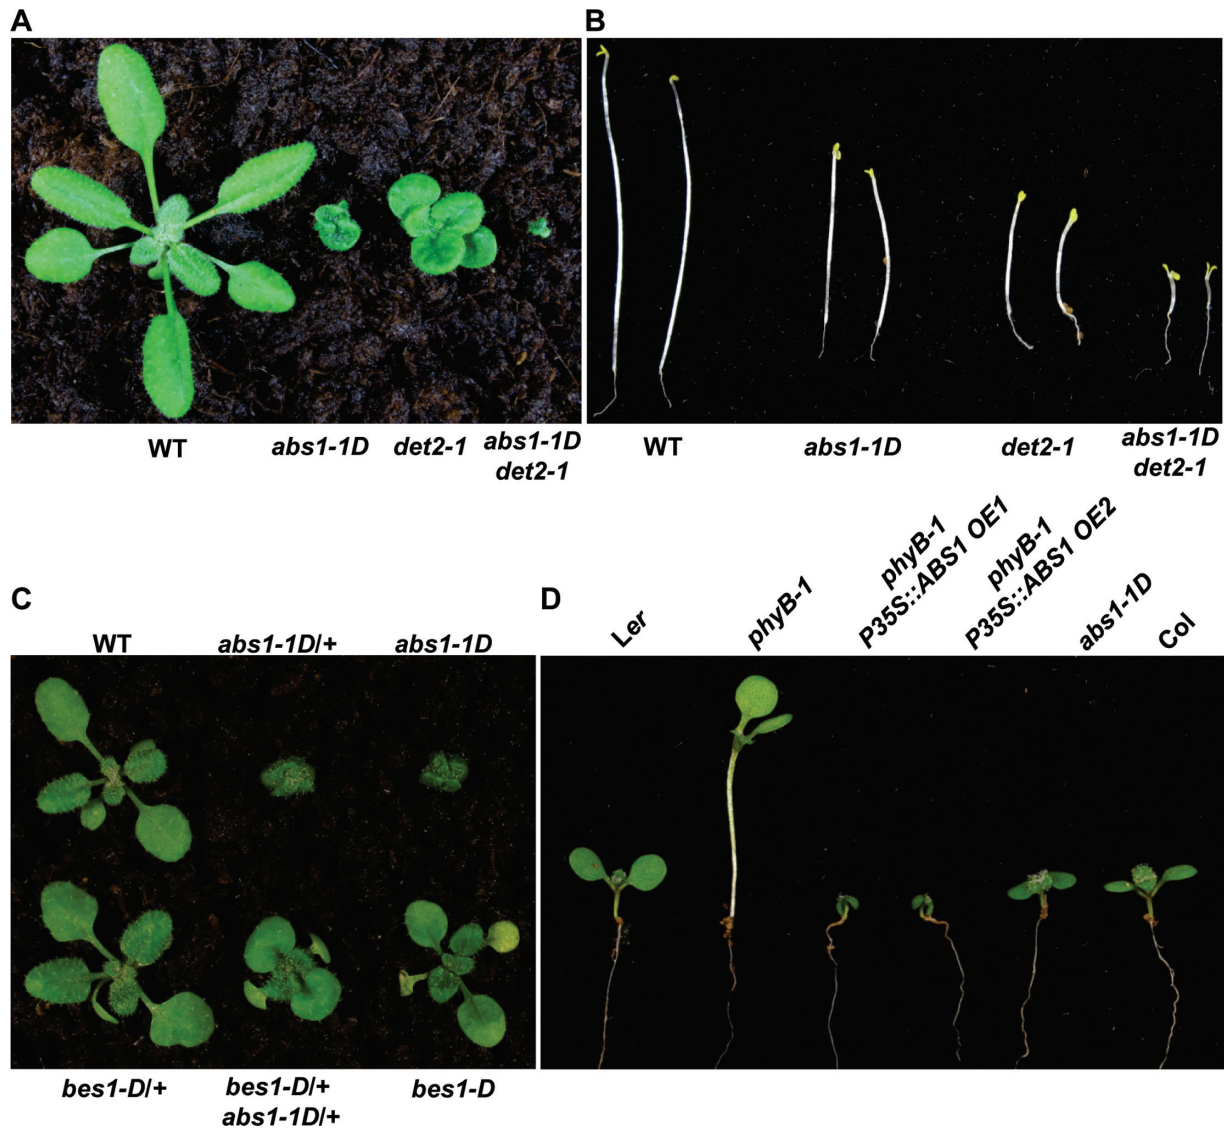 A
B
WT
abs1-1D
det2-1
abs1-1D
det2-1
WT
abs1-1D
det2-1
abs1-1D
det2-1
C
WT
abs1-1D/+
abs1-1D
bes1-D/+
bes1-D/+
abs1-1D/+
bes1-D
D
Ler
phyB-1
phyB-1
P35S::ABS1 OE1
phyB-1
P35S::ABS1 OE2
abs1-1D
Col